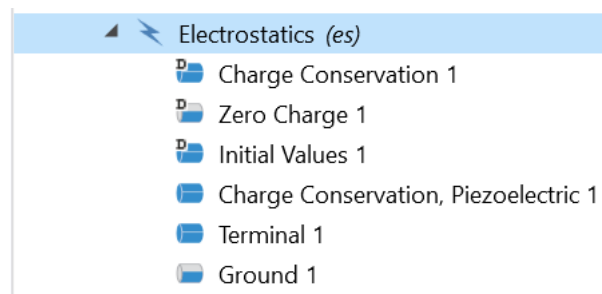 Electrostatics (es)
D Charge Conservation 1
D Zero Charge 1
D Initial Values 1
Charge Conservation, Piezoelectric 1
Terminal 1
Ground 1